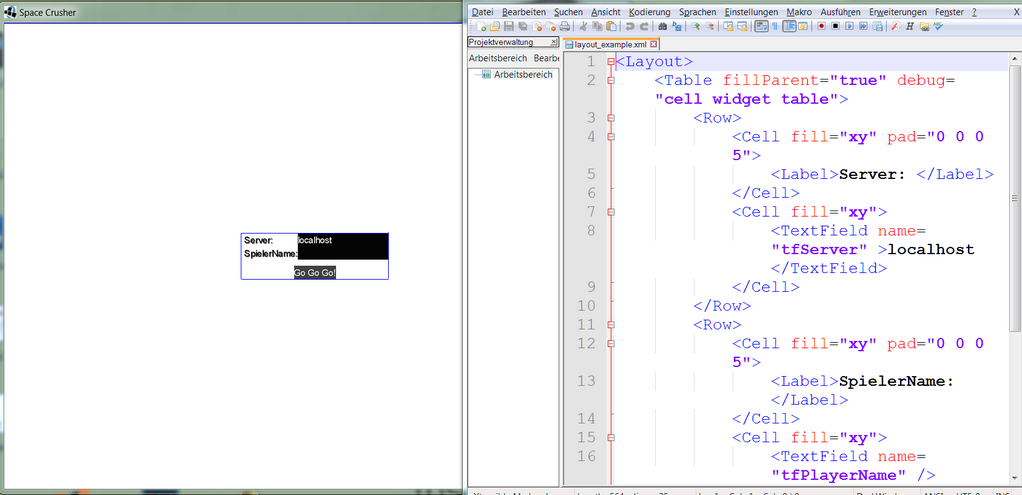 Space Crusher
Server: localhost
SpielerName:
Go Go Go!
Datei Bearbeiten Suchen Ansicht Kodierung Sprachen Einstellungen Makro Ausführen Erweiterungen Fenster ? X
Projektverwaltung
layout_example.xml
Arbeitsbereich Bearbe
Arbeitsbereich
1 <Layout>
2 <Table fillParent="true" debug=
"cell widget table">
3 <Row>
4 <Cell fill="xy" pad="0 0 0
5">
5 <Label>Server: </Label>
6 </Cell>
7 <Cell fill="xy">
8 <TextField name=
"tfServer" >localhost
</TextField>
9 </Cell>
10 </Row>
11 <Row>
12 <Cell fill="xy" pad="0 0 0
5">
13 <Label>SpielerName:
</Label>
14 </Cell>
15 <Cell fill="xy">
16 <TextField name=
"tfPlayerName" />